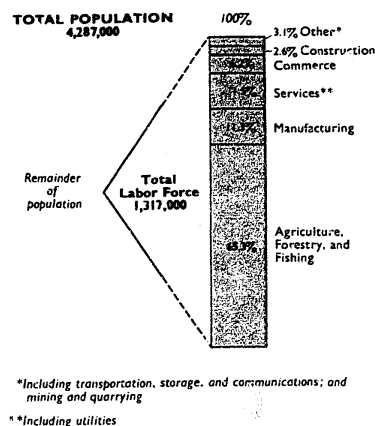 TOTAL POPULATION
4,287,000
100%
3.1% Other*
2.6% Construction
Commerce
Services**
Manufacturing
Remainder
of
population
Total
Labor Force
1,317,000
Agriculture,
Forestry, and
Fishing
*Including transportation, storage, and communications; and
mining and quarrying
**Including utilities